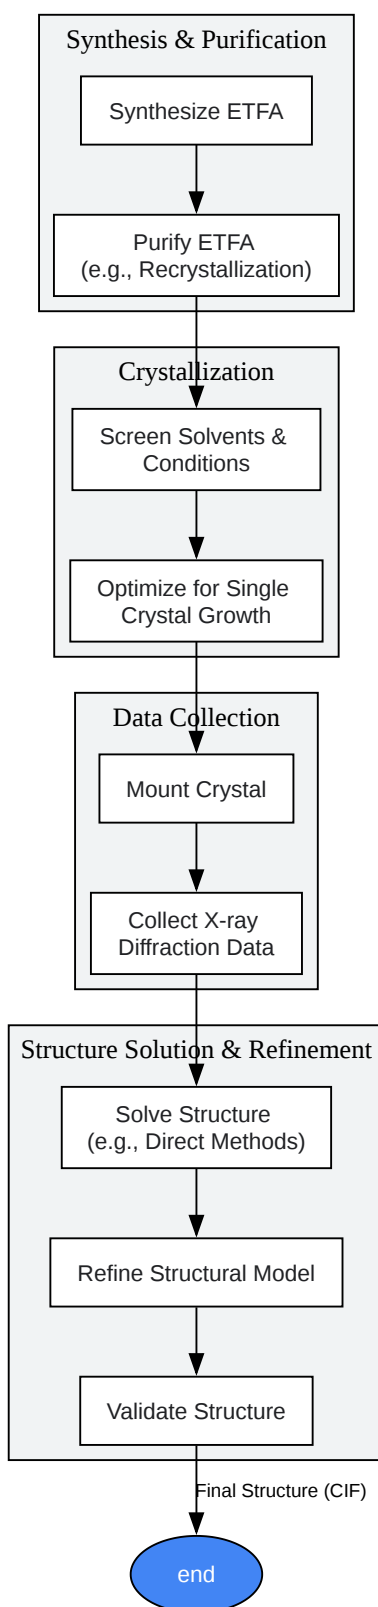 Synthesis & Purification
Synthesize ETFA
Purify ETFA
(e.g., Recrystallization)
Crystallization
Screen Solvents &
Conditions
Optimize for Single
Crystal Growth
Data Collection
Mount Crystal
Collect X-ray
Diffraction Data
Structure Solution & Refinement
Solve Structure
(e.g., Direct Methods)
Refine Structural Model
Validate Structure
Final Structure (CIF)
end